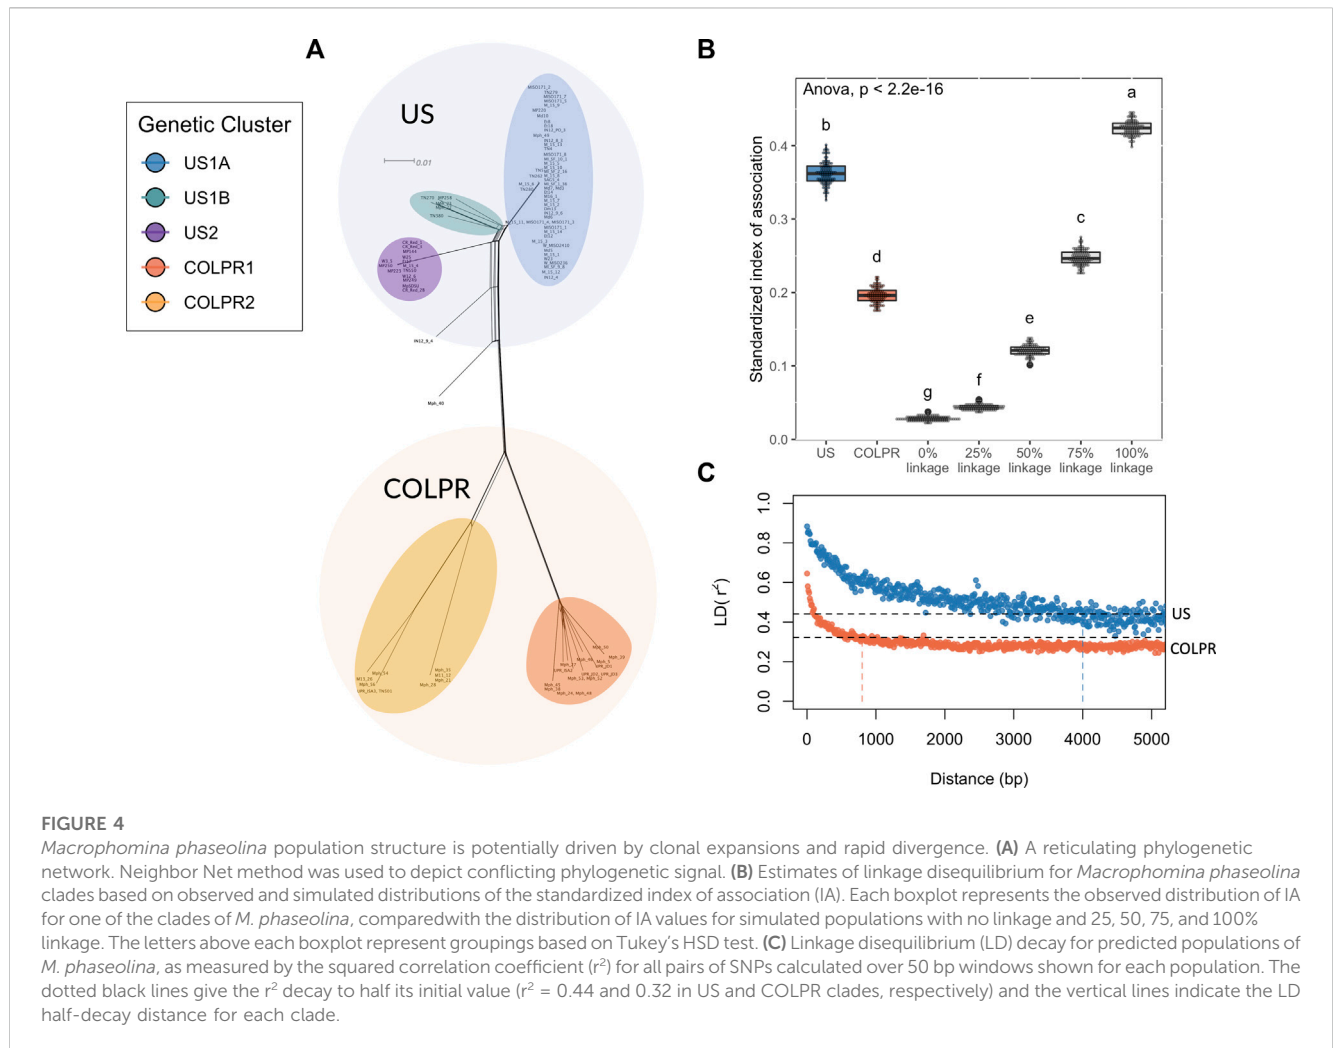 A
Genetic Cluster
US1A
US1B
US2
COLPR1
COLPR2
US
0.01
IN12_9_4
Mph_40
COLPR
B
Anova, p < 2.2e-16
Standardized index of association
0.4
0.3
0.2
0.1
0.0
b
d
g
f
e
c
a
US
COLPR
0% linkage
25% linkage
50% linkage
75% linkage
100% linkage
C
LD( r²)
1.0
0.8
0.6
0.4
0.2
0.0
US
COLPR
0 1000 2000 3000 4000 5000
Distance (bp)
FIGURE 4
Macrophomina phaseolina population structure is potentially driven by clonal expansions and rapid divergence. (A) A reticulating phylogenetic
network. Neighbor Net method was used to depict conflicting phylogenetic signal. (B) Estimates of linkage disequilibrium for Macrophomina phaseolina
clades based on observed and simulated distributions of the standardized index of association (IA). Each boxplot represents the observed distribution of IA
for one of the clades of M. phaseolina, comparedwith the distribution of IA values for simulated populations with no linkage and 25, 50, 75, and 100%
linkage. The letters above each boxplot represent groupings based on Tukey's HSD test. (C) Linkage disequilibrium (LD) decay for predicted populations of
M. phaseolina, as measured by the squared correlation coefficient (r²) for all pairs of SNPs calculated over 50 bp windows shown for each population. The
dotted black lines give the r² decay to half its initial value (r² = 0.44 and 0.32 in US and COLPR clades, respectively) and the vertical lines indicate the LD
half-decay distance for each clade.